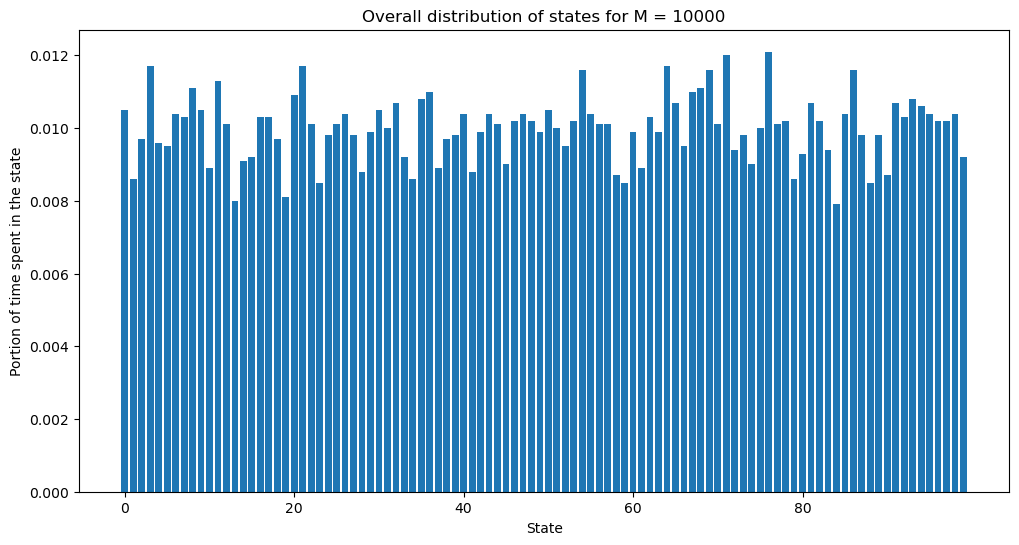 Overall distribution of states for M = 10000
Portion of time spent in the state
0.012
0.010
0.008
0.006
0.004
0.002
0.000
0 20 40 60 80
State